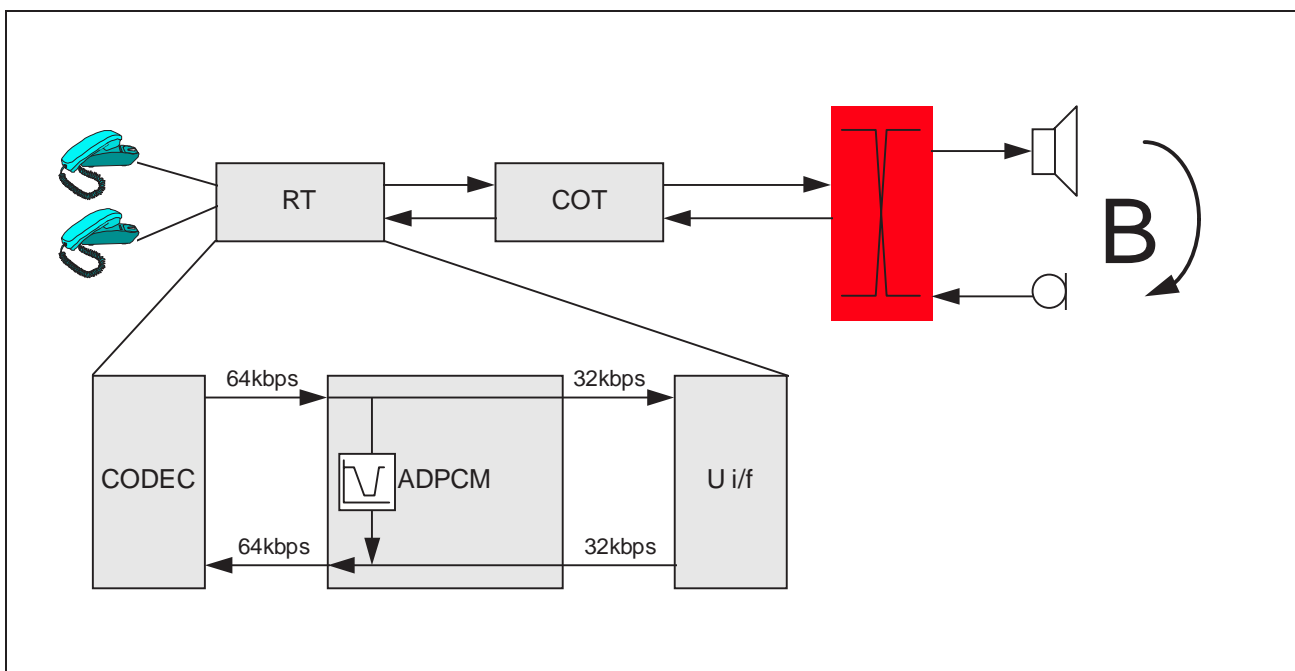 RT
COT
B
64kbps
32kbps
CODEC
ADPCM
U i/f
64kbps
32kbps